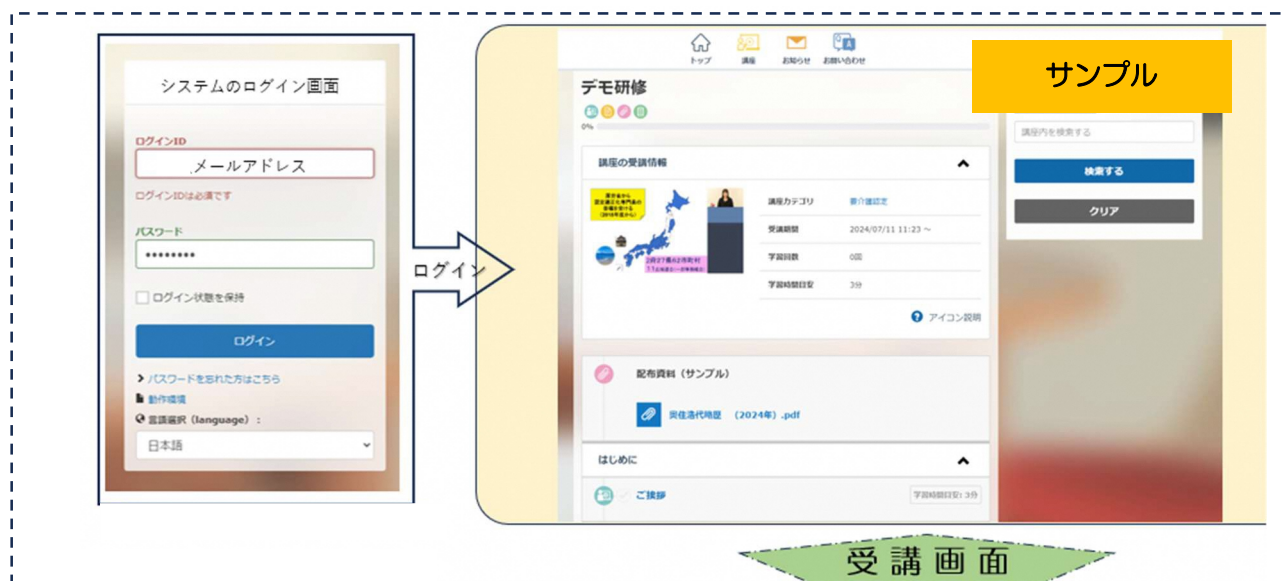 システムのログイン画面
ログインID
メールアドレス
ログインIDは必須です
パスワード
••••••••
ログイン状態を保持
ログイン
パスワードを忘れた方はこちら
動作環境
言語選択（language）：
日本語
ログイン
トップ
講座
お知らせ
お問い合わせ
サンプル
デモ研修
0%
講座内を検索する
検索する
クリア
講座の受講情報
講座カテゴリ
要介護認定
受講期間
2024/07/11 11:23 ～
学習回数
0回
学習時間目安
3分
アイコン説明
配布資料（サンプル）
（2024年）.pdf
はじめに
ご挨拶
学習時間目安: 3分
受講画面